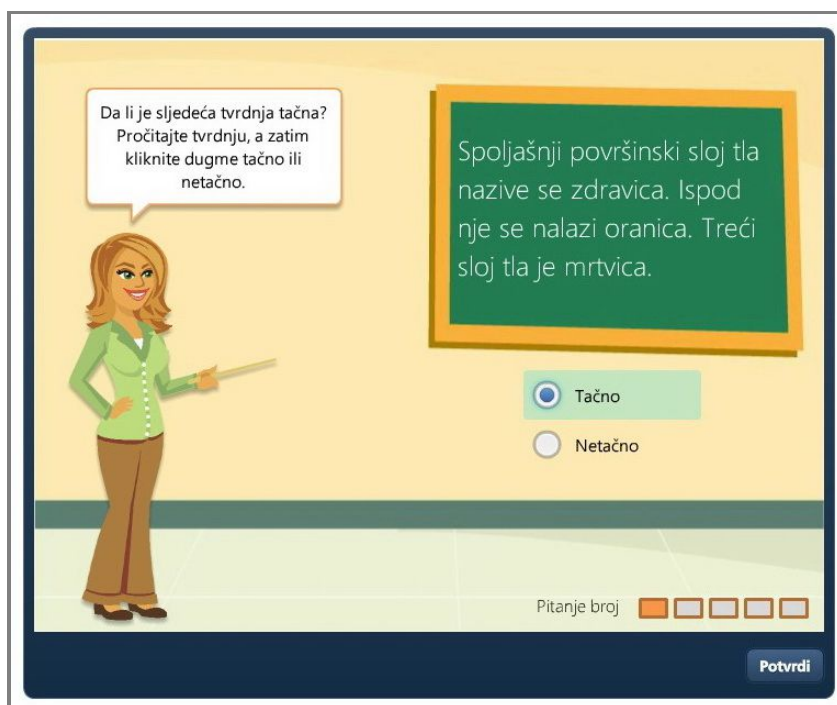 Da li je sljedeća tvrdnja tačna?
Pročitajte tvrdnju, a zatim
kliknite dugme tačno ili
netačno.
Spoljašnji površinski sloj tla
nazive se zdravica. Ispod
nje se nalazi oranica. Treći
sloj tla je mrtvica.
Tačno
Netačno
Pitanje broj
Potvrdi